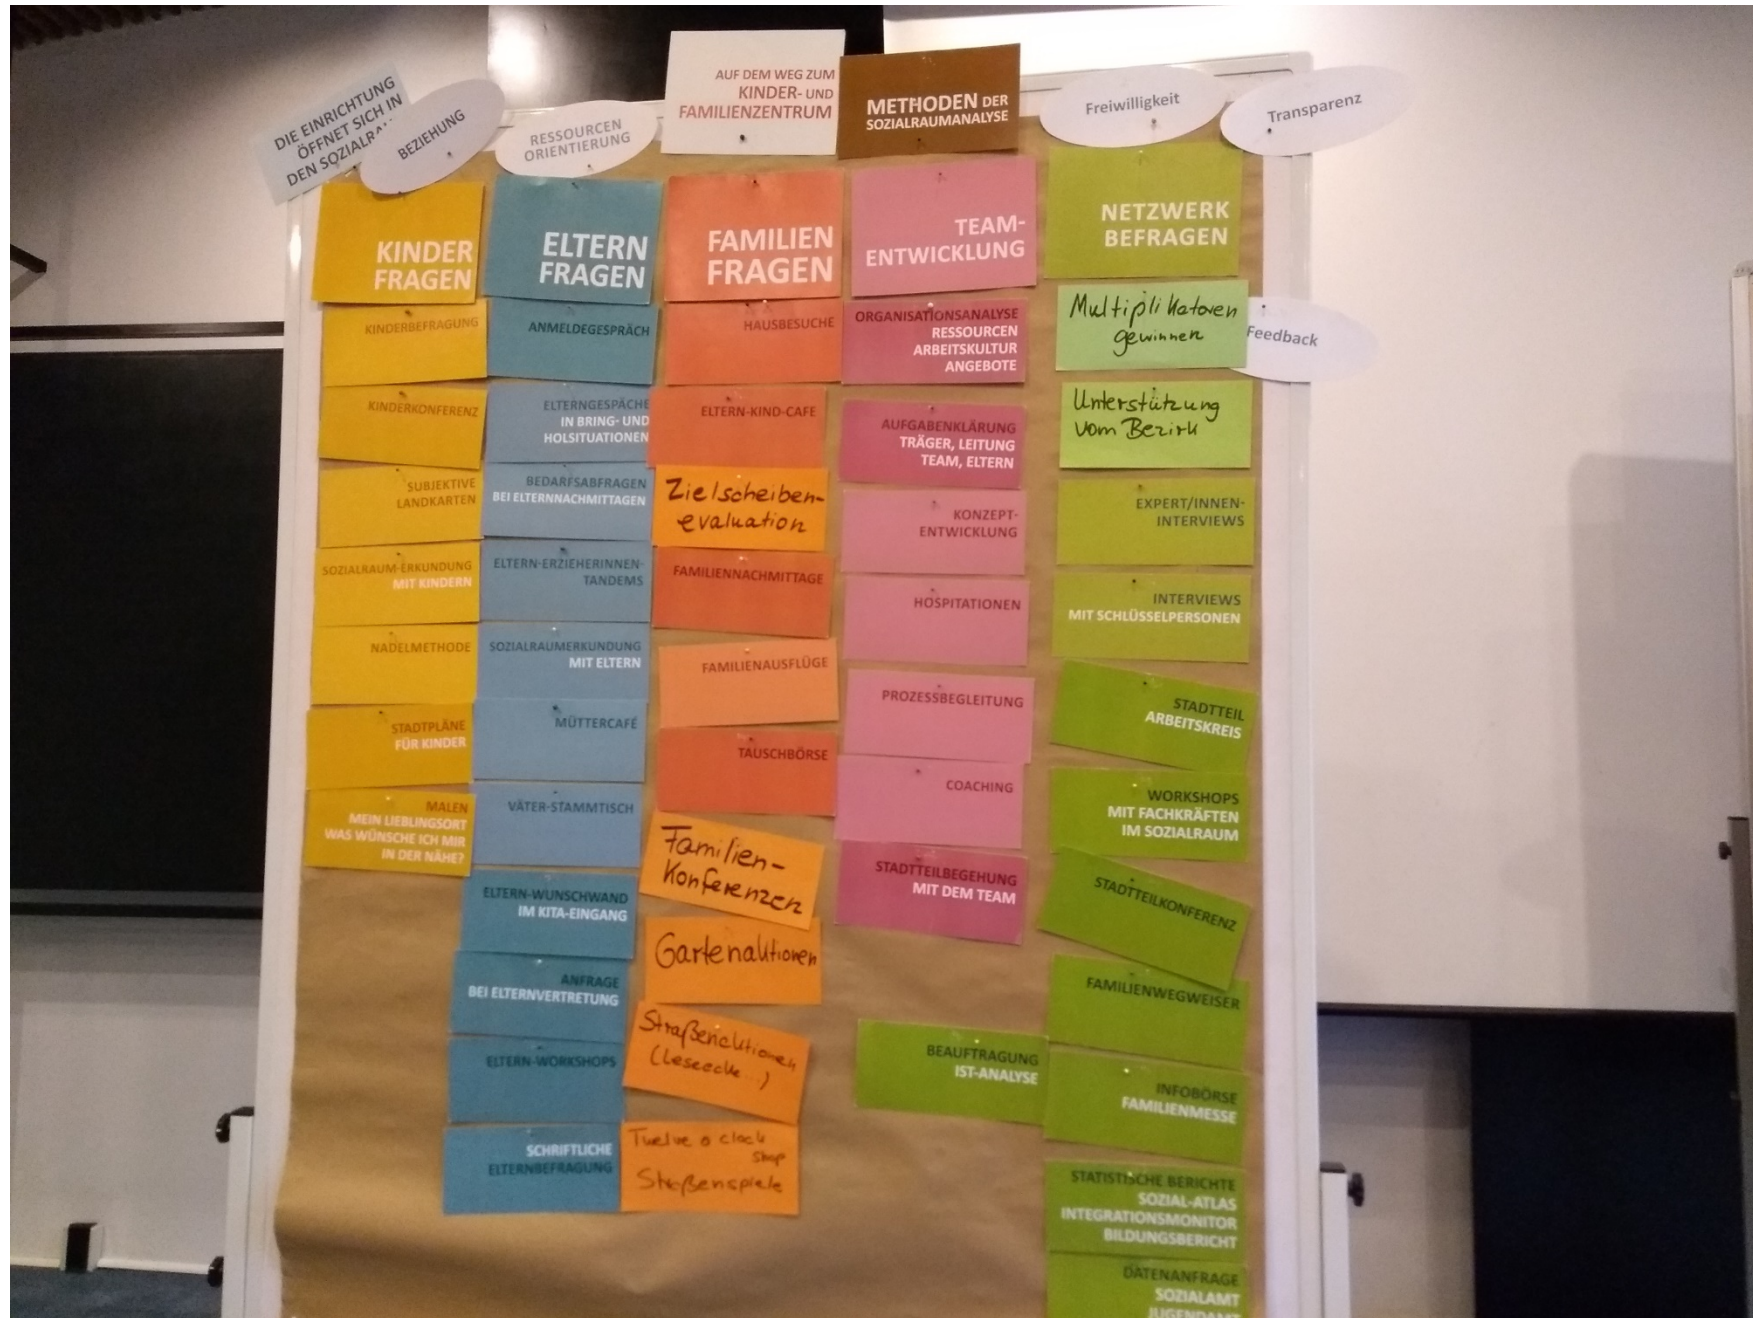 DIE EINRICHTUNG
ÖFFNET SICH IN
DEN
BEZIEHUNG
RESSOURCEN
ORIENTIERUNG
AUF DEM WEG ZUM
KINDER- UND
FAMILIENZENTRUM
METHODEN DER
SOZIALRAUMANALYSE
Freiwilligkeit
Transparenz
KINDER
FRAGEN
KINDERBEFRAGUNG
KINDERKONFERENZ
SUBJEKTIVE
LANDKARTEN
SOZIALRAUM-ERKUNDUNG
MIT KINDERN
NADELMETHODE
STADTPLÄNE
FÜR KINDER
MALEN
MEIN LIEBLINGSORT
WAS WÜNSCHE ICH MIR
IN DER NÄHE?
ELTERN
FRAGEN
ANMELDEGESPRÄCH
ELTERNGESPÄCHE
IN BRING- UND
HOLSITUATIONEN
BEDARFSABFRAGEN
BEI ELTERNNACHMITTAGEN
ELTERN-ERZIEHERINNEN-
TANDEMS
SOZIALRAUMERKUNDUNG
MIT ELTERN
MÜTTERCAFÉ
VÄTER-STAMMTISCH
ELTERN-WUNSCHWAND
IM KITA-EINGANG
ANFRAGE
BEI ELTERNVERTRETUNG
ELTERN-WORKSHOPS
SCHRIFTLICHE
ELTERNBEFRAGUNG
FAMILIEN
FRAGEN
HAUSBESUCHE
ELTERN-KIND-CAFE
Zielscheiben-
evaluation
FAMILIENNACHMITTAGE
FAMILIENAUSFLÜGE
TAUSCHBÖRSE
Familien-
Konferenzen
Gartenaktionen
Straßenaktionen
(Leseecke...)
Twelve o clock
shop
Straßenspiele
TEAM-
ENTWICKLUNG
ORGANISATIONSANALYSE
RESSOURCEN
ARBEITSKULTUR
ANGEBOTE
AUFGABENKLÄRUNG
TRÄGER, LEITUNG
TEAM, ELTERN
KONZEPT-
ENTWICKLUNG
HOSPITATIONEN
PROZESSBEGLEITUNG
COACHING
STADTTEILBEGEHUNG
MIT DEM TEAM
BEAUFTRAGUNG
IST-ANALYSE
NETZWERK
BEFRAGEN
Multiplikatoren
gewinnen
Feedback
Unterstützung
vom Bezirk
EXPERT/INNEN-
INTERVIEWS
INTERVIEWS
MIT SCHLÜSSELPERSONEN
STADTTEIL
ARBEITSKREIS
WORKSHOPS
MIT FACHKRÄFTEN
IM SOZIALRAUM
STADTTEILKONFERENZ
FAMILIENWEGWEISER
INFOBÖRSE
FAMILIENMESSE
STATISTISCHE BERICHTE
SOZIAL-ATLAS
INTEGRATIONSMONITOR
BILDUNGSBERICHT
DATENANFRAGE
SOZIALAMT
JUGENDAMT